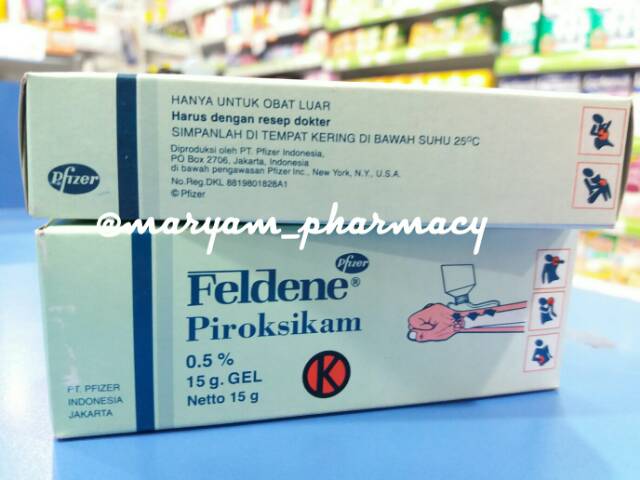 HANYA UNTUK OBAT LUAR
Harus dengan resep dokter
SIMPANLAH DI TEMPAT KERING DI BAWAH SUHU 25ºC
Diproduksi oleh PT. Pfizer Indonesia,
PO Box 2706, Jakarta, Indonesia
di bawah pengawasan Pfizer Inc., New York, N.Y., U.S.A.
No.Reg.DKL 8819801828A1
© Pfizer
Pfizer
@maryam_pharmacy
Pfizer
Feldene®
Piroksikam
0.5 %
15 g. GEL
Netto 15 g
K
PT. PFIZER
INDONESIA
JAKARTA